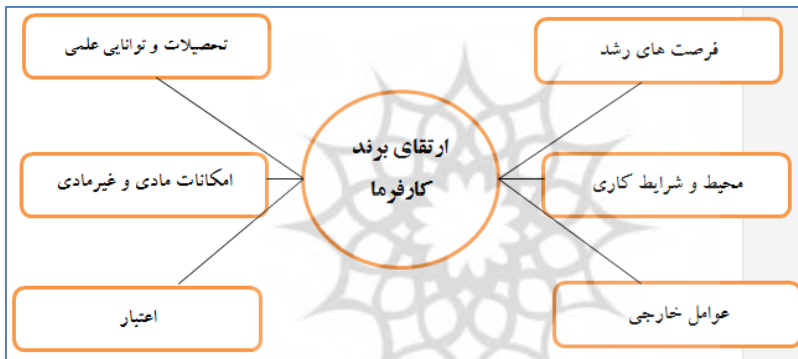 فرصت های رشد
تحصیلات و توانایی علمی
ارتقای برند
کارفرما
محیط و شرایط کاری
امکانات مادی و غیرمادی
عوامل خارجی
اعتبار